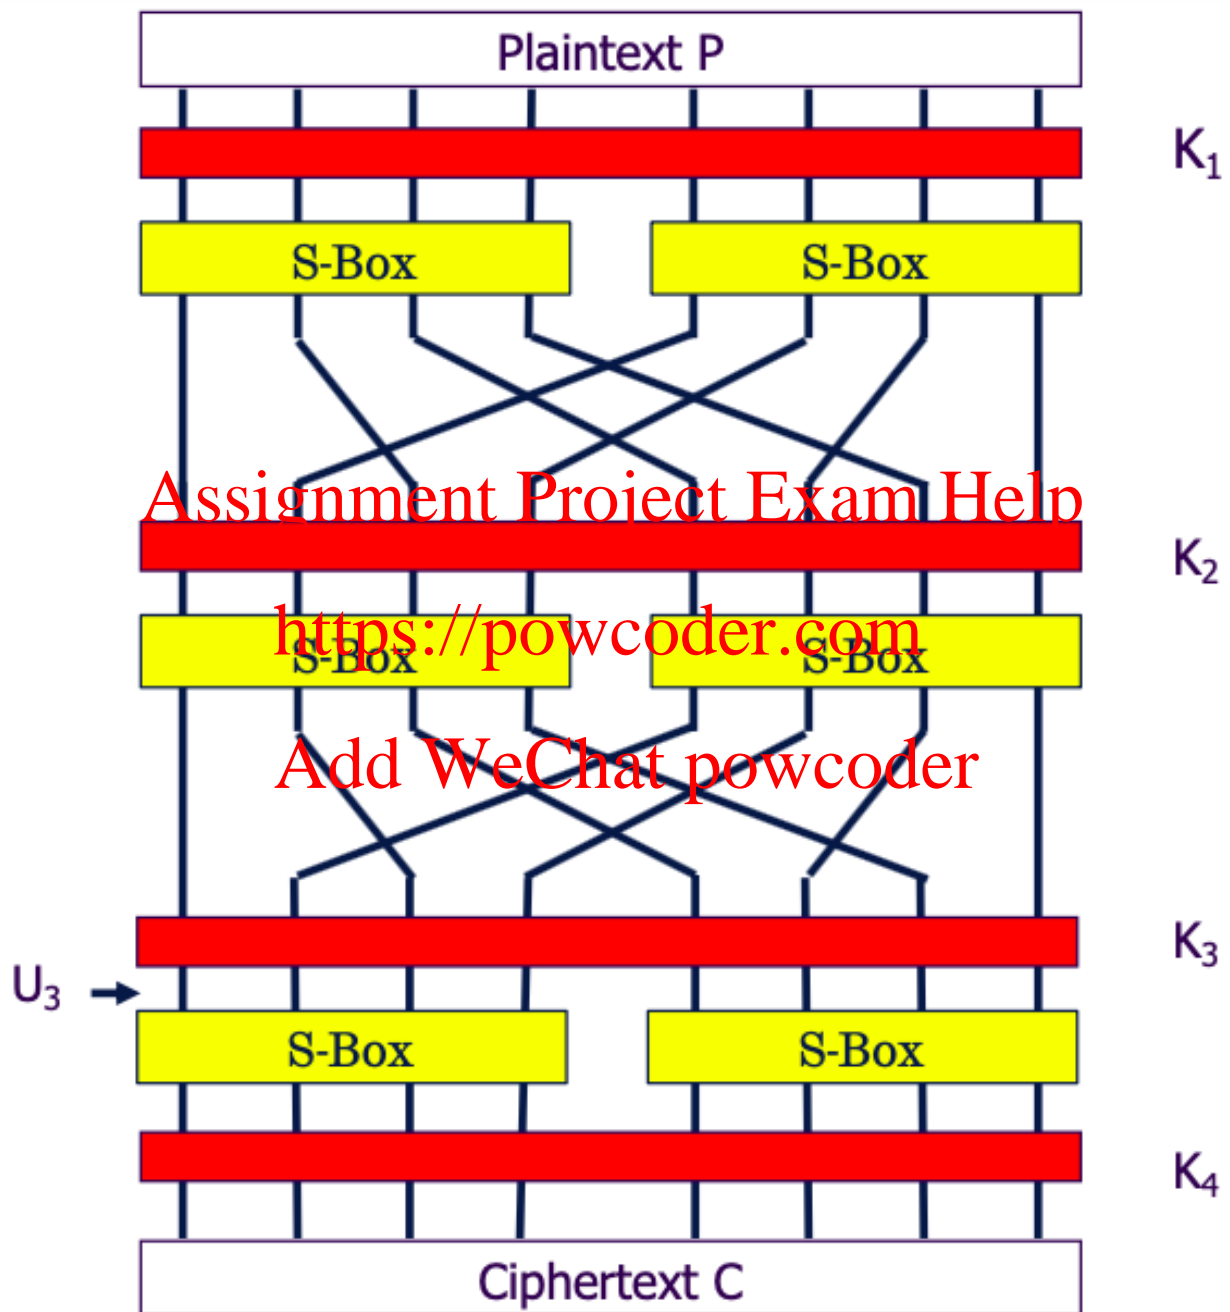 Plaintext P
K1
S-Box S-Box
Assignment Project Exam Help
K2
https://powcoder.com
S-Box S-Box
Add WeChat powcoder
K3
U3
S-Box S-Box
K4
Ciphertext C